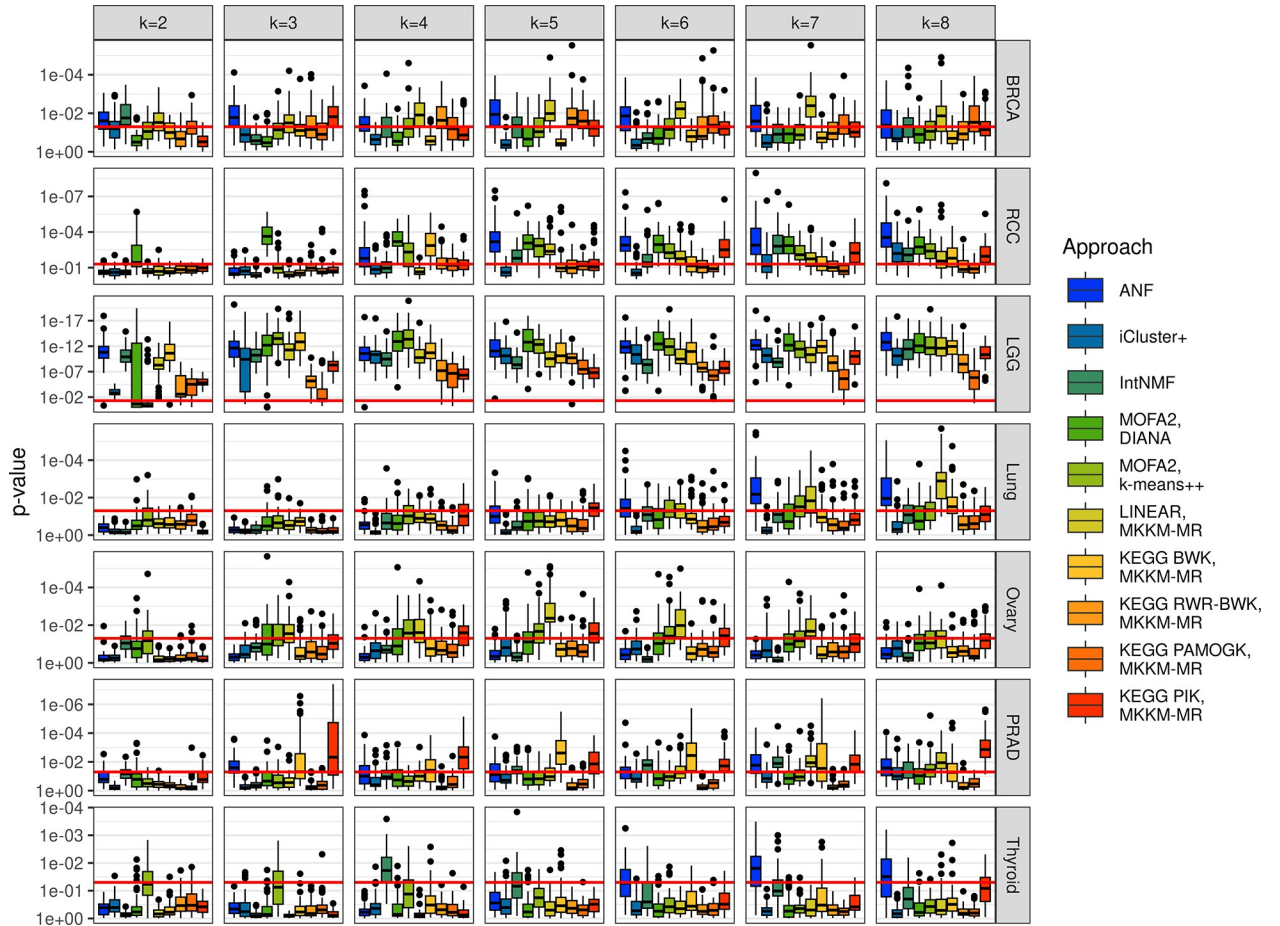 k=2 k=3 k=4 k=5 k=6 k=7 k=8
1e-04
1e-02
1e+00
BRCA
1e-07
1e-04
1e-01
RCC
1e-17
1e-12
1e-07
1e-02
LGG
1e-04
1e-02
1e+00
Lung
1e-04
1e-02
1e+00
Ovary
1e-06
1e-04
1e-02
1e+00
PRAD
1e-04
1e-03
1e-02
1e-01
1e+00
Thyroid
p-value
Approach
ANF
iCluster+
IntNMF
MOFA2,
DIANA
MOFA2,
k-means++
LINEAR,
MKKM-MR
KEGG BWK,
MKKM-MR
KEGG RWR-BWK,
MKKM-MR
KEGG PAMOGK,
MKKM-MR
KEGG PIK,
MKKM-MR